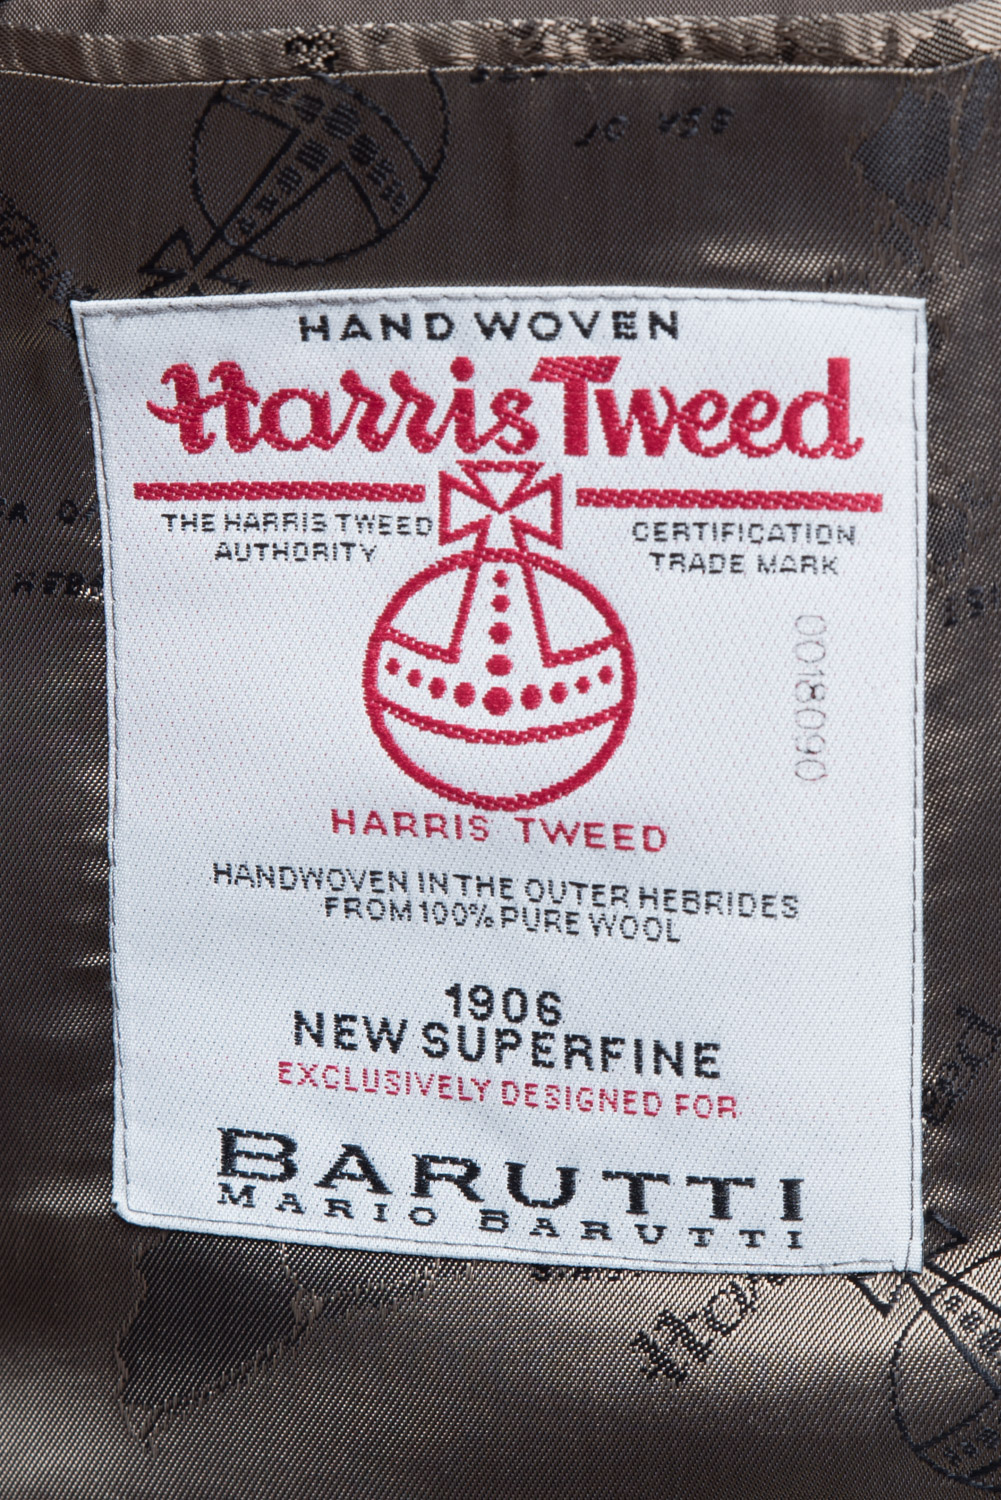 HAND WOVEN
Harris Tweed
THE HARRIS TWEED
AUTHORITY
CERTIFICATION
TRADE MARK
0018090
HARRIS TWEED
HANDWOVEN IN THE OUTER HEBRIDES
FROM 100% PURE WOOL
1906
NEW SUPERFINE
EXCLUSIVELY DESIGNED FOR
BARUTTI
MARIO BARUTTI